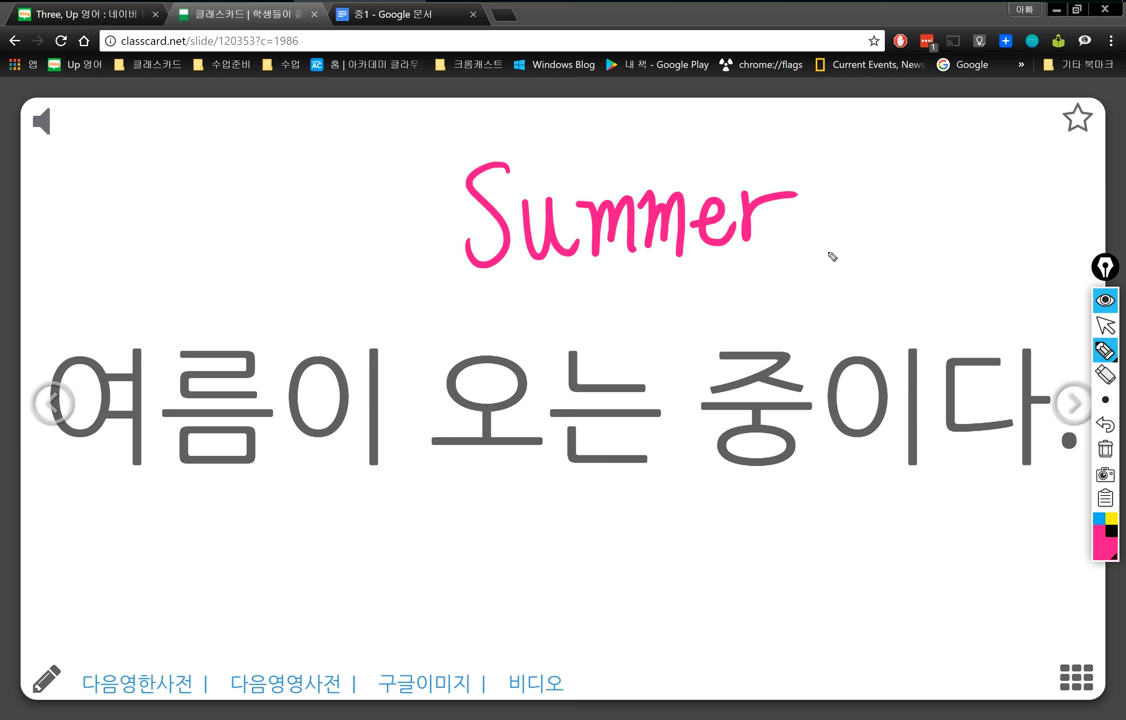 Three, Up 영어 : 네이버
클래스카드 | 학생들이 즐
중1 - Google 문서
아빠
classcard.net/slide/120353?c=1986
1
앱
Up 영어
클래스카드
수업준비
수업
홈 | 아카데미 클라우
크롬캐스트
Windows Blog
내 책 - Google Play
chrome://flags
Current Events, News
Google
»
기타 북마크
Summer
여름이 오는 중이다.
다음영한사전 | 다음영영사전 | 구글이미지 | 비디오